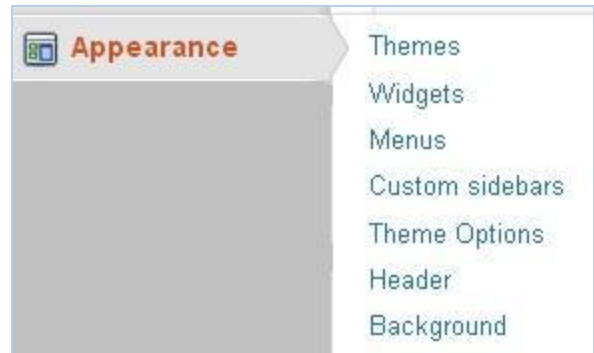 Appearance
Themes
Widgets
Menus
Custom sidebars
Theme Options
Header
Background